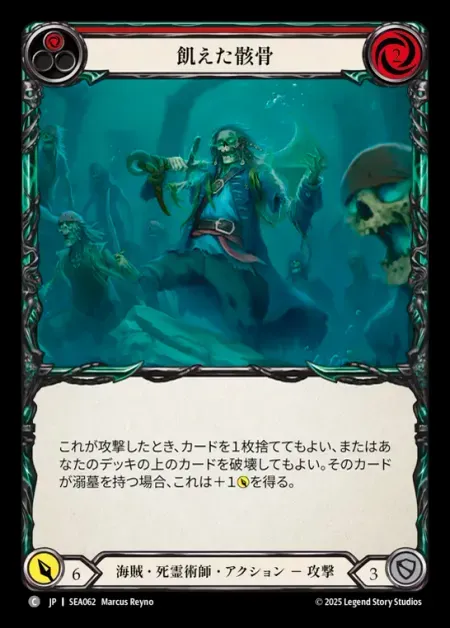 飢えた骸骨
2
これが攻撃したとき、カードを1枚捨ててもよい、またはあ
なたのデッキの上のカードを破壊してもよい。そのカード
が溺墓を持つ場合、これは+1を得る。
6
海賊・死霊術師・アクション － 攻撃
3
C JP | SEA062 Marcus Reyno
© 2025 Legend Story Studios